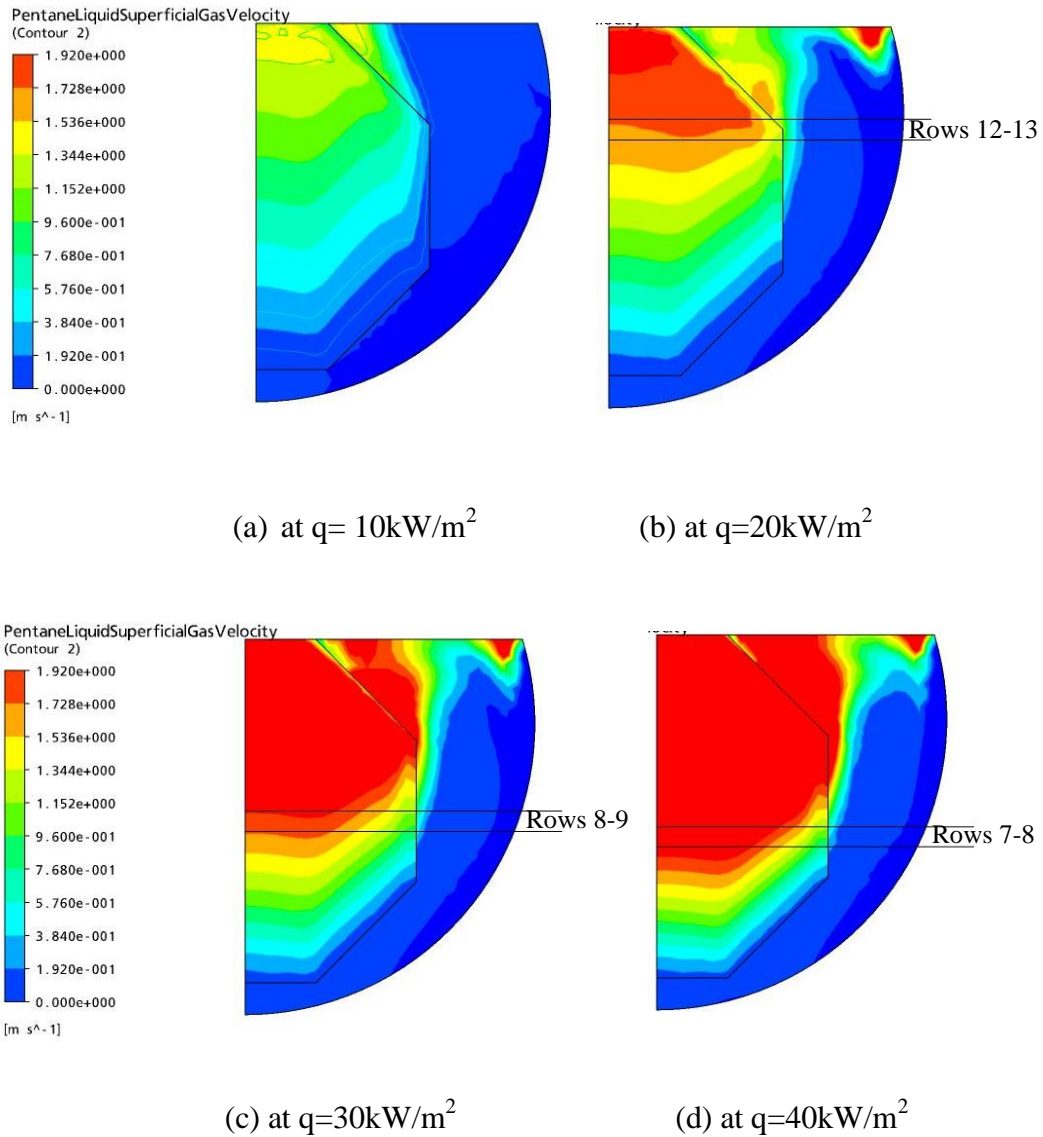 PentaneLiquidSuperficialGasVelocity
(Contour 2)
1.920e+000
1.728e+000
1.536e+000
1.344e+000
1.152e+000
9.600e-001
7.680e-001
5.760e-001
3.840e-001
1.920e-001
0.000e+000
[m s^-1]
Rows 12-13
(a) at q= 10kW/m²
(b) at q=20kW/m²
PentaneLiquidSuperficialGasVelocity
(Contour 2)
1.920e+000
1.728e+000
1.536e+000
1.344e+000
1.152e+000
9.600e-001
7.680e-001
5.760e-001
3.840e-001
1.920e-001
0.000e+000
[m s^-1]
Rows 8-9
Rows 7-8
(c) at q=30kW/m²
(d) at q=40kW/m²